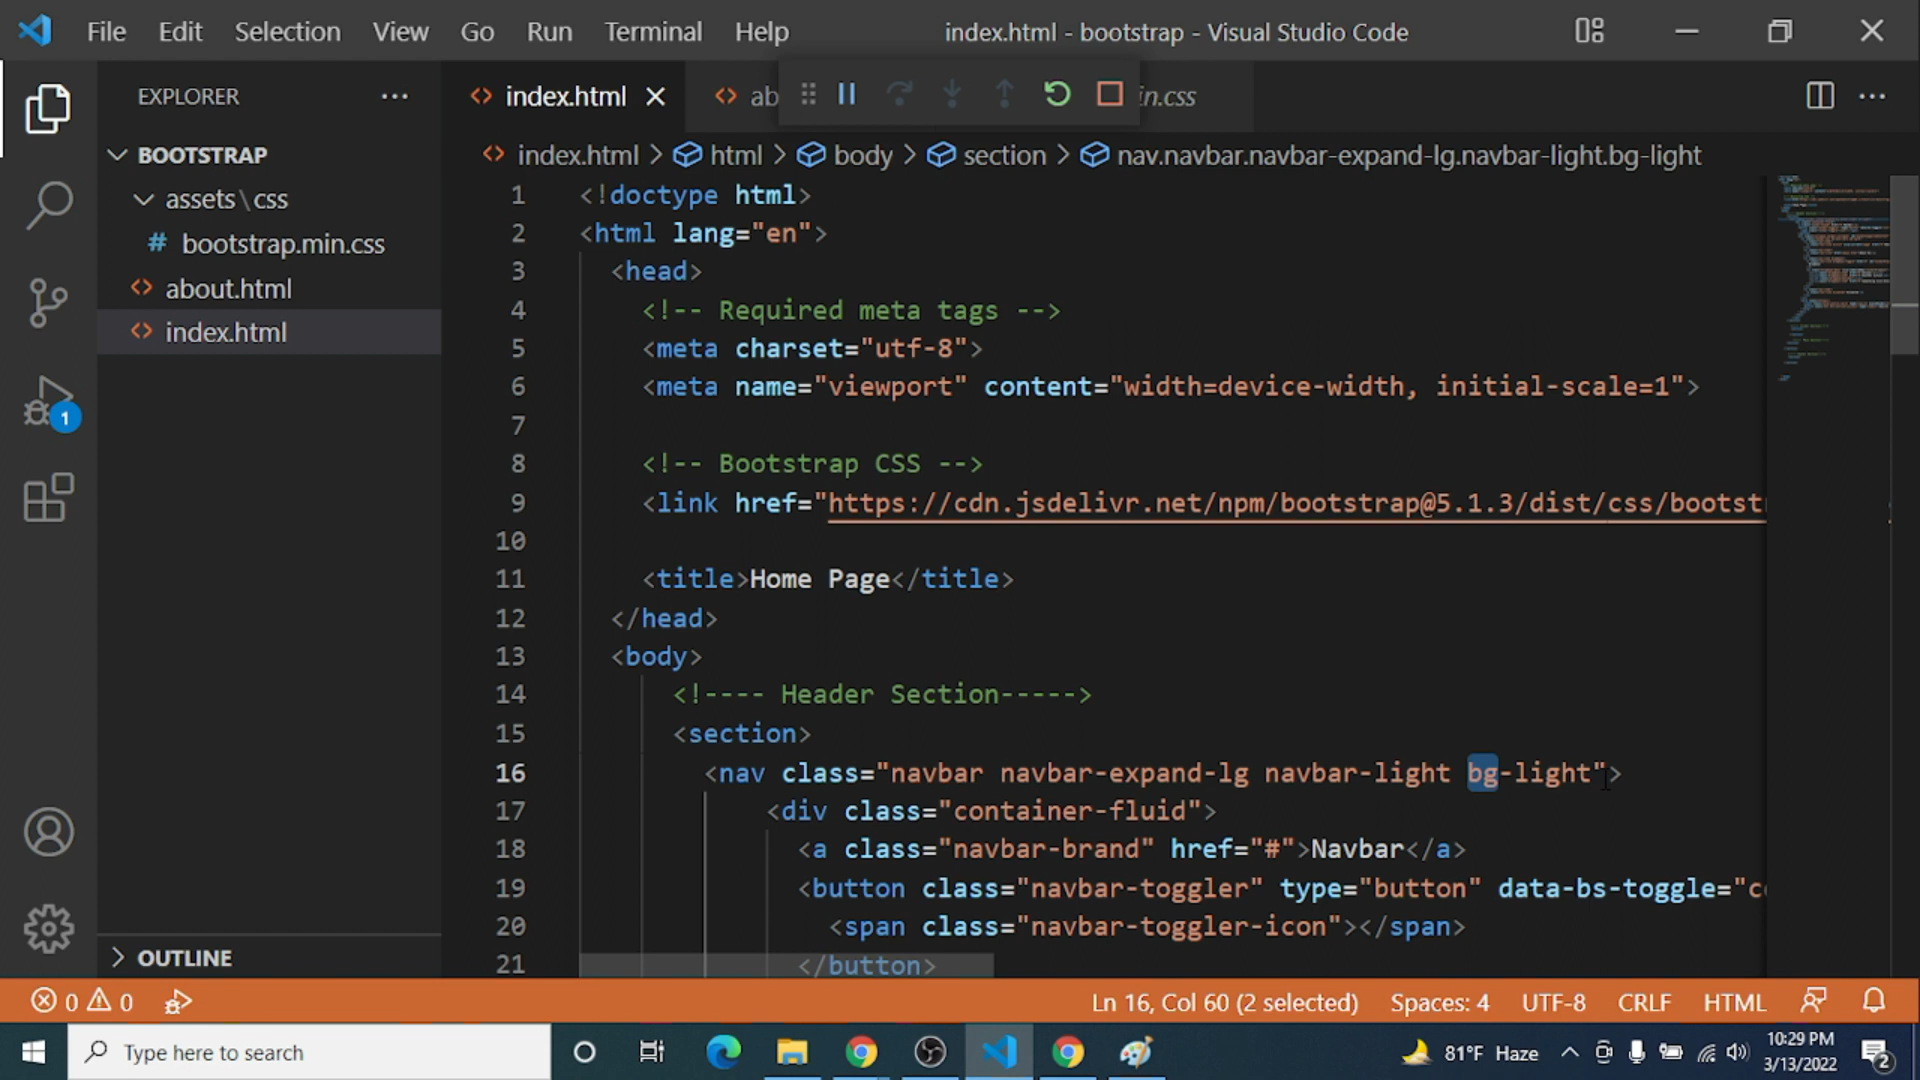 File Edit Selection View Go Run Terminal Help index.html - bootstrap - Visual Studio Code
EXPLORER ...
index.html
ab
in.css
...
BOOTSTRAP
index.html > html > body > section > nav.navbar.navbar-expand-lg.navbar-light.bg-light
assets\css
# bootstrap.min.css
about.html
index.html
1 <!doctype html>
2 <html lang="en">
3 <head>
4 <!-- Required meta tags -->
5 <meta charset="utf-8">
6 <meta name="viewport" content="width=device-width, initial-scale=1">
7
8 <!-- Bootstrap CSS -->
9 <link href="https://cdn.jsdelivr.net/npm/bootstrap@5.1.3/dist/css/bootst
10
11 <title>Home Page</title>
12 </head>
13 <body>
14 <!---- Header Section----->
15 <section>
16 <nav class="navbar navbar-expand-lg navbar-light bg-light">
17 <div class="container-fluid">
18 <a class="navbar-brand" href="#">Navbar</a>
19 <button class="navbar-toggler" type="button" data-bs-toggle="c
20 <span class="navbar-toggler-icon"></span>
21 </button>
1
OUTLINE
0 0
Ln 16, Col 60 (2 selected) Spaces: 4 UTF-8 CRLF HTML
Type here to search
81°F Haze
10:29 PM
3/13/2022
2